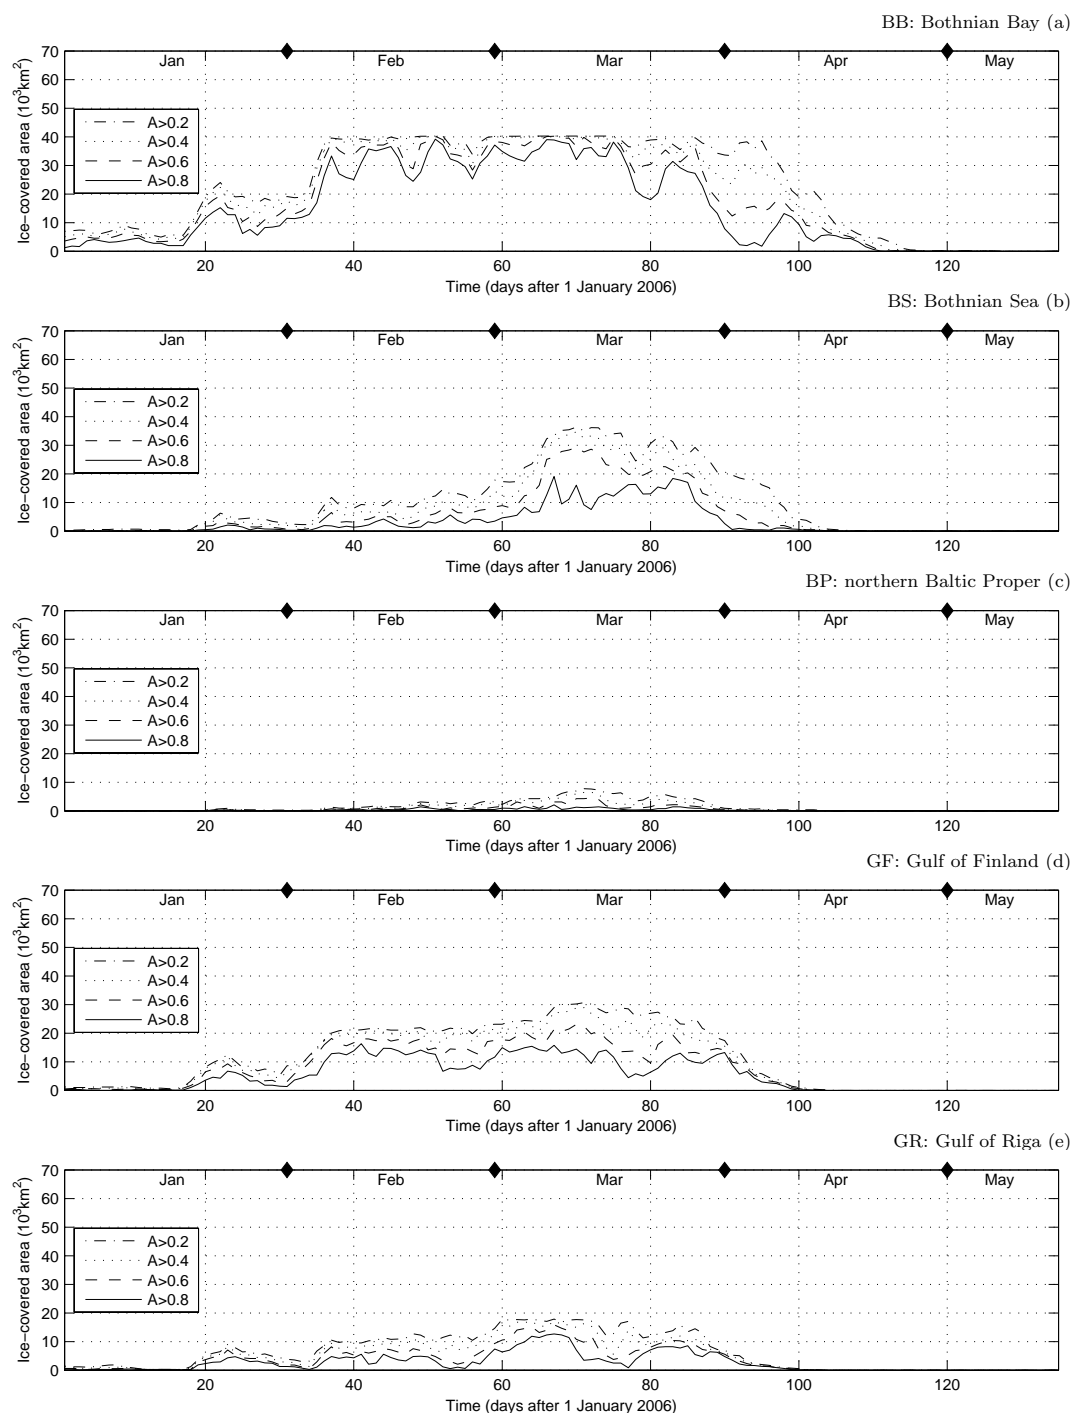 BB: Bothnian Bay (a)
70
60
50
40
30
20
10
0
Ice−covered area (10³km²)
Jan
Feb
Mar
Apr
May
A>0.2
A>0.4
A>0.6
A>0.8
20
40
60
80
100
120
Time (days after 1 January 2006)
BS: Bothnian Sea (b)
70
60
50
40
30
20
10
0
Ice−covered area (10³km²)
Jan
Feb
Mar
Apr
May
A>0.2
A>0.4
A>0.6
A>0.8
20
40
60
80
100
120
Time (days after 1 January 2006)
BP: northern Baltic Proper (c)
70
60
50
40
30
20
10
0
Ice−covered area (10³km²)
Jan
Feb
Mar
Apr
May
A>0.2
A>0.4
A>0.6
A>0.8
20
40
60
80
100
120
Time (days after 1 January 2006)
GF: Gulf of Finland (d)
70
60
50
40
30
20
10
0
Ice−covered area (10³km²)
Jan
Feb
Mar
Apr
May
A>0.2
A>0.4
A>0.6
A>0.8
20
40
60
80
100
120
Time (days after 1 January 2006)
GR: Gulf of Riga (e)
70
60
50
40
30
20
10
0
Ice−covered area (10³km²)
Jan
Feb
Mar
Apr
May
A>0.2
A>0.4
A>0.6
A>0.8
20
40
60
80
100
120
Time (days after 1 January 2006)